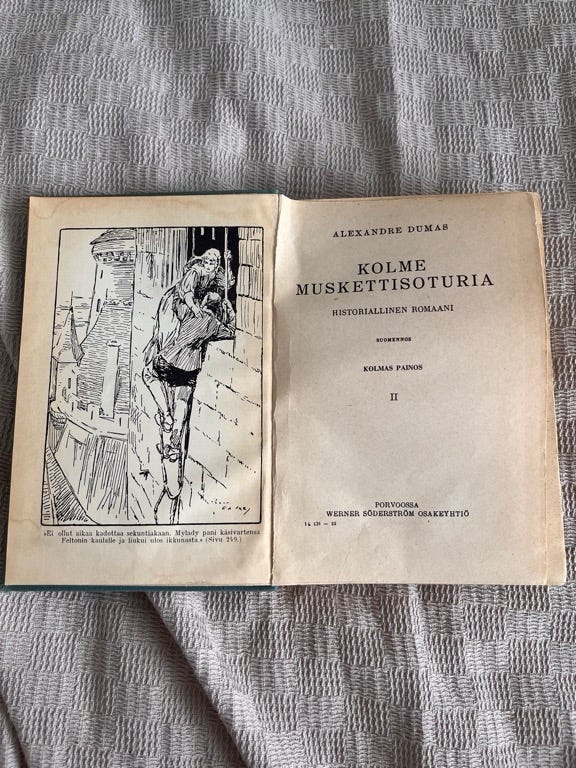 »Ei ollut aikaa kadottaa sekuntiakaan. Mylady pani käsivartensa
Feltonin kaulalle ja liukui ulos ikkunasta.» (Sivu 249.)
ALEXANDRE DUMAS
KOLME
MUSKETTISOTURIA
HISTORIALLINEN ROMAANI
SUOMENNOS
KOLMAS PAINOS
II
PORVOOSSA
WERNER SÖDERSTRÖM OSAKEYHTIÖ